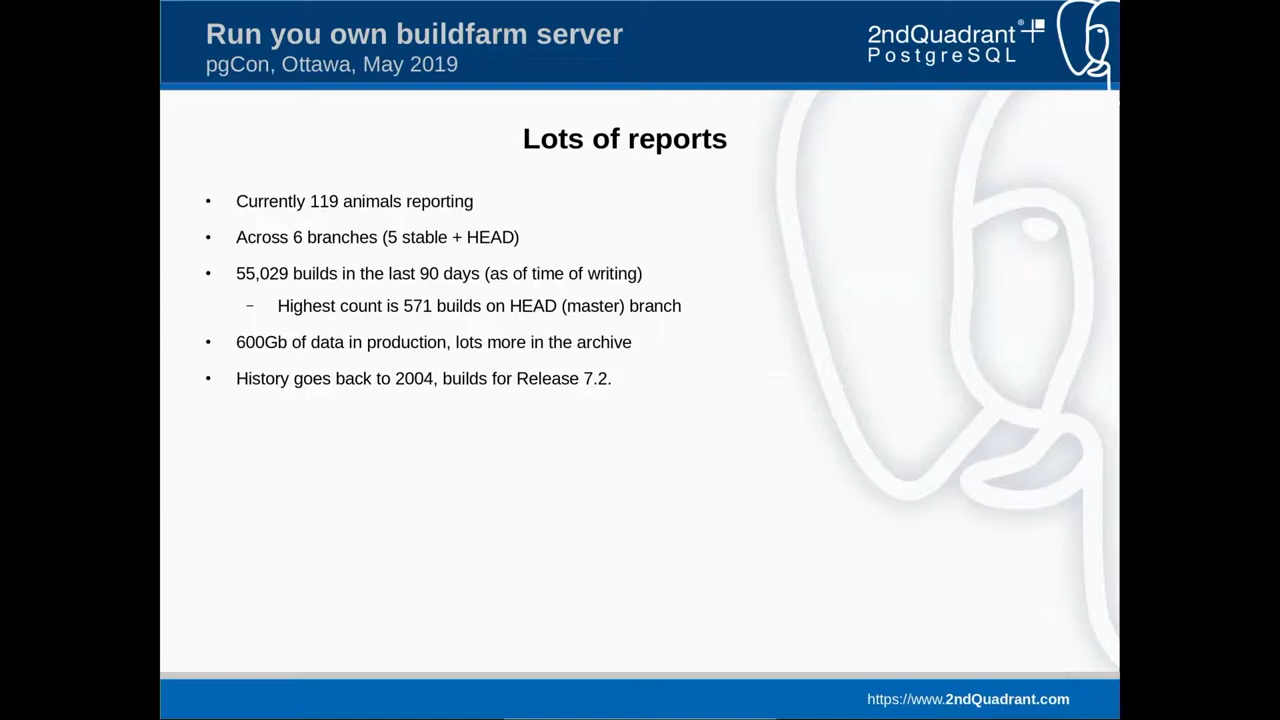 Run you own buildfarm server
pgCon, Ottawa, May 2019
2ndQuadrant®
PostgreSQL
Lots of reports
• Currently 119 animals reporting
• Across 6 branches (5 stable + HEAD)
• 55,029 builds in the last 90 days (as of time of writing)
– Highest count is 571 builds on HEAD (master) branch
• 600Gb of data in production, lots more in the archive
• History goes back to 2004, builds for Release 7.2.
https://www.2ndQuadrant.com